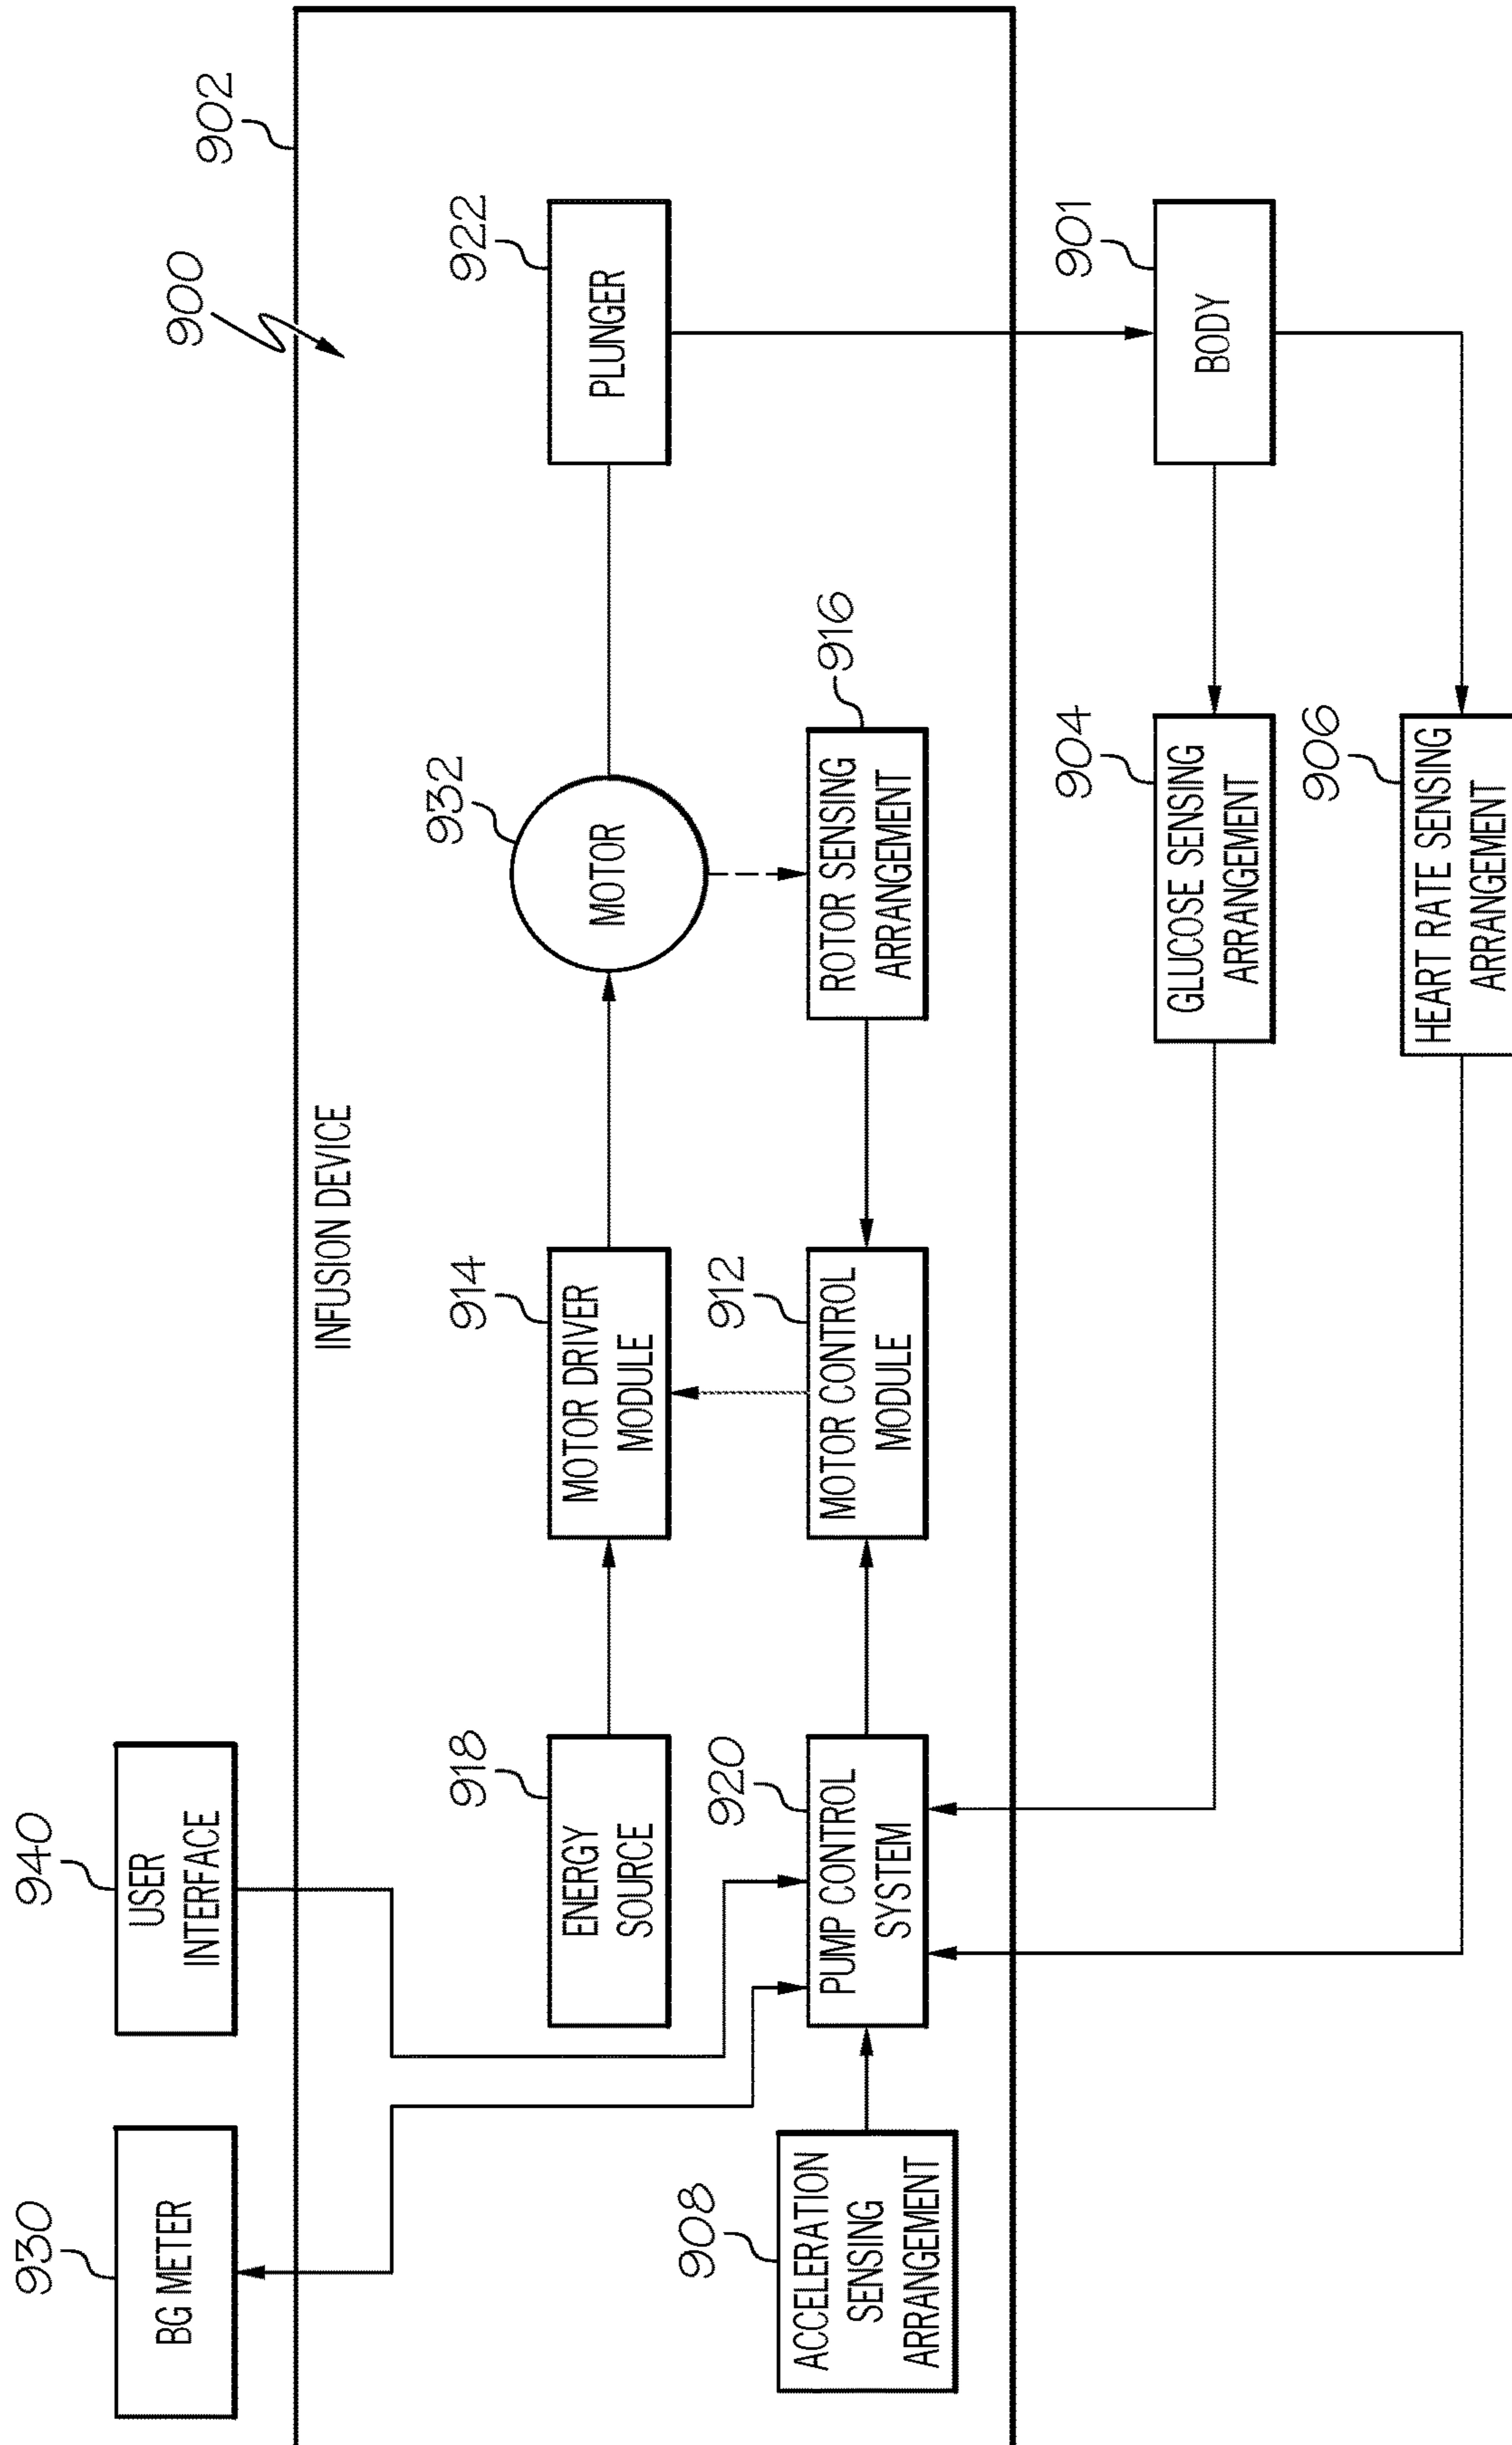 900
902
INFUSION DEVICE
930
BG METER
940
USER
INTERFACE
918
ENERGY
SOURCE
914
MOTOR DRIVER
MODULE
932
MOTOR
922
PLUNGER
908
ACCELERATION
SENSING
ARRANGEMENT
920
PUMP CONTROL
SYSTEM
912
MOTOR CONTROL
MODULE
916
ROTOR SENSING
ARRANGEMENT
904
GLUCOSE SENSING
ARRANGEMENT
901
BODY
906
HEART RATE SENSING
ARRANGEMENT